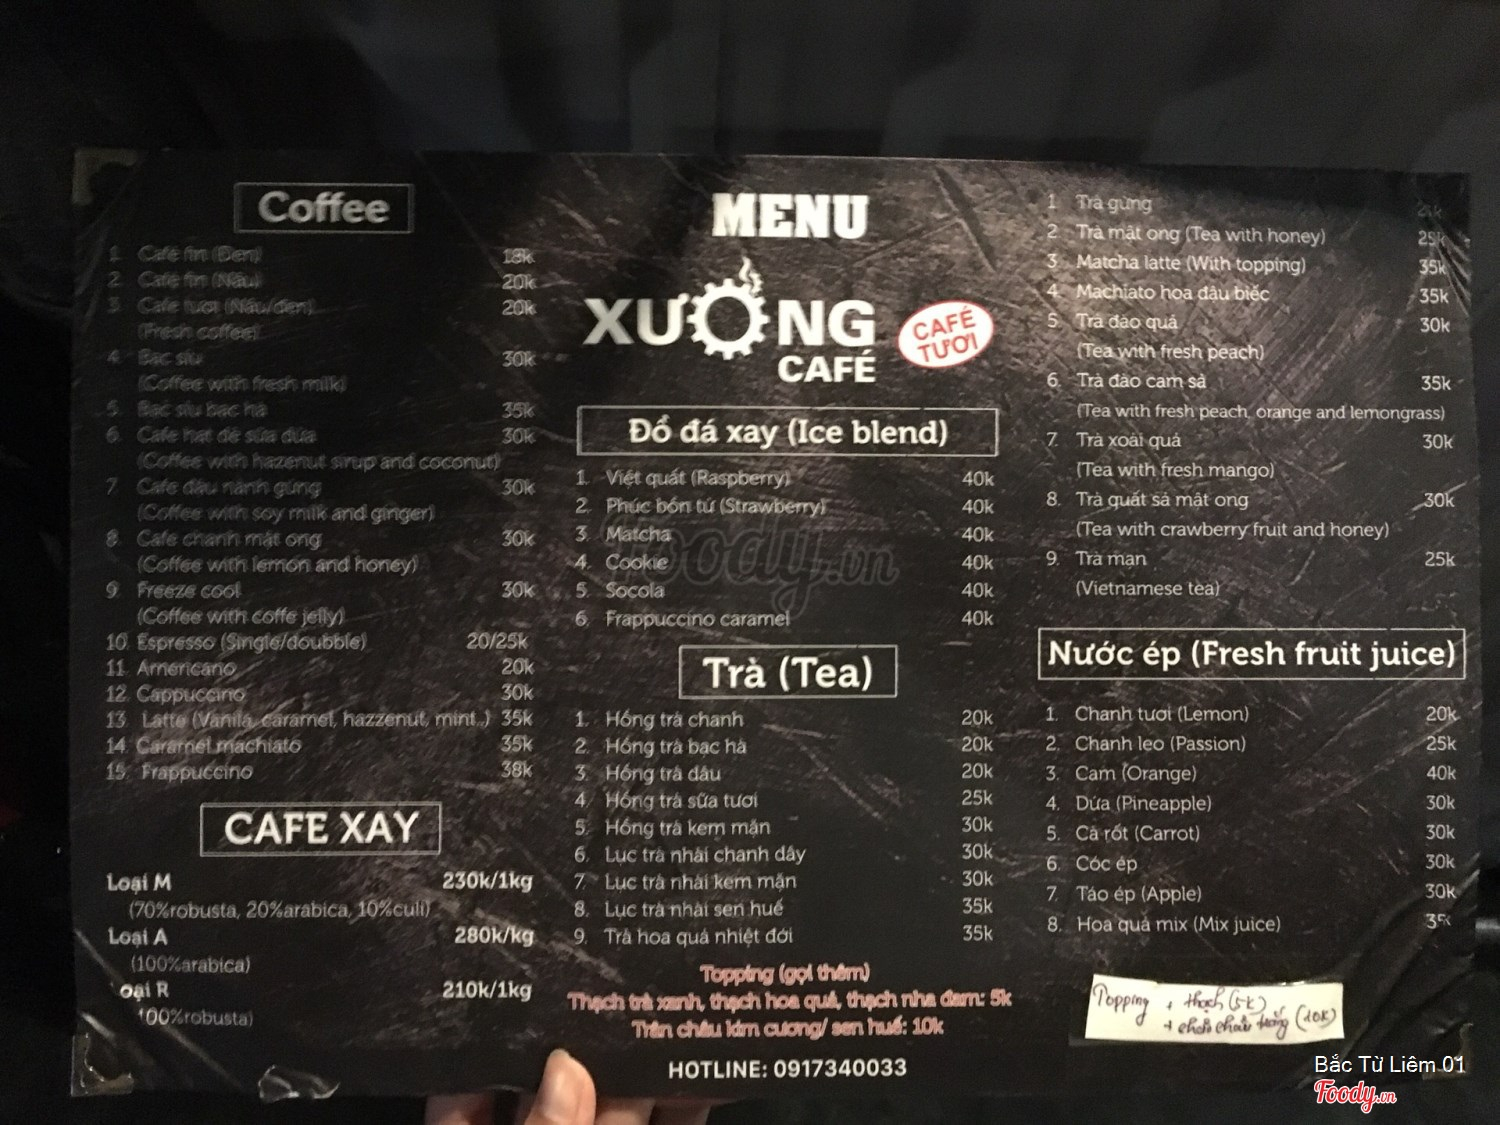 Coffee
1. Café fin (Đen) 18k
2. Café fin (Nâu) 20k
3. Cafe tươi (Nâu/đen) 20k
(Fresh coffee)
4. Bạc sỉu 30k
(Coffee with fresh milk)
5. Bạc sỉu bạc hà 35k
6. Cafe hạt dẻ sữa dừa 30k
(Coffee with hazenut sirup and coconut)
7. Cafe đậu nành gừng 30k
(Coffee with soy milk and ginger)
8. Cafe chanh mật ong 30k
(Coffee with lemon and honey)
9. Freeze cool 30k
(Coffee with coffe jelly)
10. Espresso (Single/doubble) 20/25k
11. Americano 20k
12. Cappuccino 30k
13. Latte (Vanila, caramel, hazzenut, mint..) 35k
14. Caramel machiato 35k
15. Frappuccino 38k
CAFE XAY
Loại M 230k/1kg
(70%robusta, 20%arabica, 10%culi)
Loại A 280k/kg
(100%arabica)
oại R 210k/1kg
100%robusta)
MENU
XƯỞNG
CAFÉ
CAFÉ
TƯƠI
Đồ đá xay (Ice blend)
1. Việt quất (Raspberry) 40k
2. Phúc bồn tử (Strawberry) 40k
3. Matcha 40k
4. Cookie 40k
5. Socola 40k
6. Frappuccino caramel 40k
Foody.vn
Trà (Tea)
1. Hồng trà chanh 20k
2. Hồng trà bạc hà 20k
3. Hồng trà dâu 20k
4. Hồng trà sữa tươi 25k
5. Hồng trà kem mặn 30k
6. Lục trà nhài chanh dây 30k
7. Lục trà nhài kem mặn 30k
8. Lục trà nhài sen huế 35k
9. Trà hoa quả nhiệt đới 35k
Topping (gọi thêm)
Thạch trà xanh, thạch hoa quả, thạch nha đam: 5k
Trân châu kim cương/ sen huế: 10k
HOTLINE: 0917340033
1 Trà gừng
2 Trà mật ong (Tea with honey) 25k
3. Matcha latte (With topping) 35k
4. Machiato hoa đậu biếc 35k
5. Trà đào quả 30k
(Tea with fresh peach)
6. Trà đào cam sả 35k
(Tea with fresh peach, orange and lemongrass)
7. Trà xoài quả 30k
(Tea with fresh mango)
8. Trà quất sả mật ong 30k
(Tea with crawberry fruit and honey)
9. Trà mạn 25k
(Vietnamese tea)
Nước ép (Fresh fruit juice)
1. Chanh tươi (Lemon) 20k
2. Chanh leo (Passion) 25k
3. Cam (Orange) 40k
4. Dứa (Pineapple) 30k
5. Cà rốt (Carrot) 30k
6. Cóc ép 30k
7. Táo ép (Apple) 30k
8. Hoa quả mix (Mix juice) 35k
Topping + thạch (5k)
+ chân châu trắng (10k)
Bắc Từ Liêm 01
Foody.vn